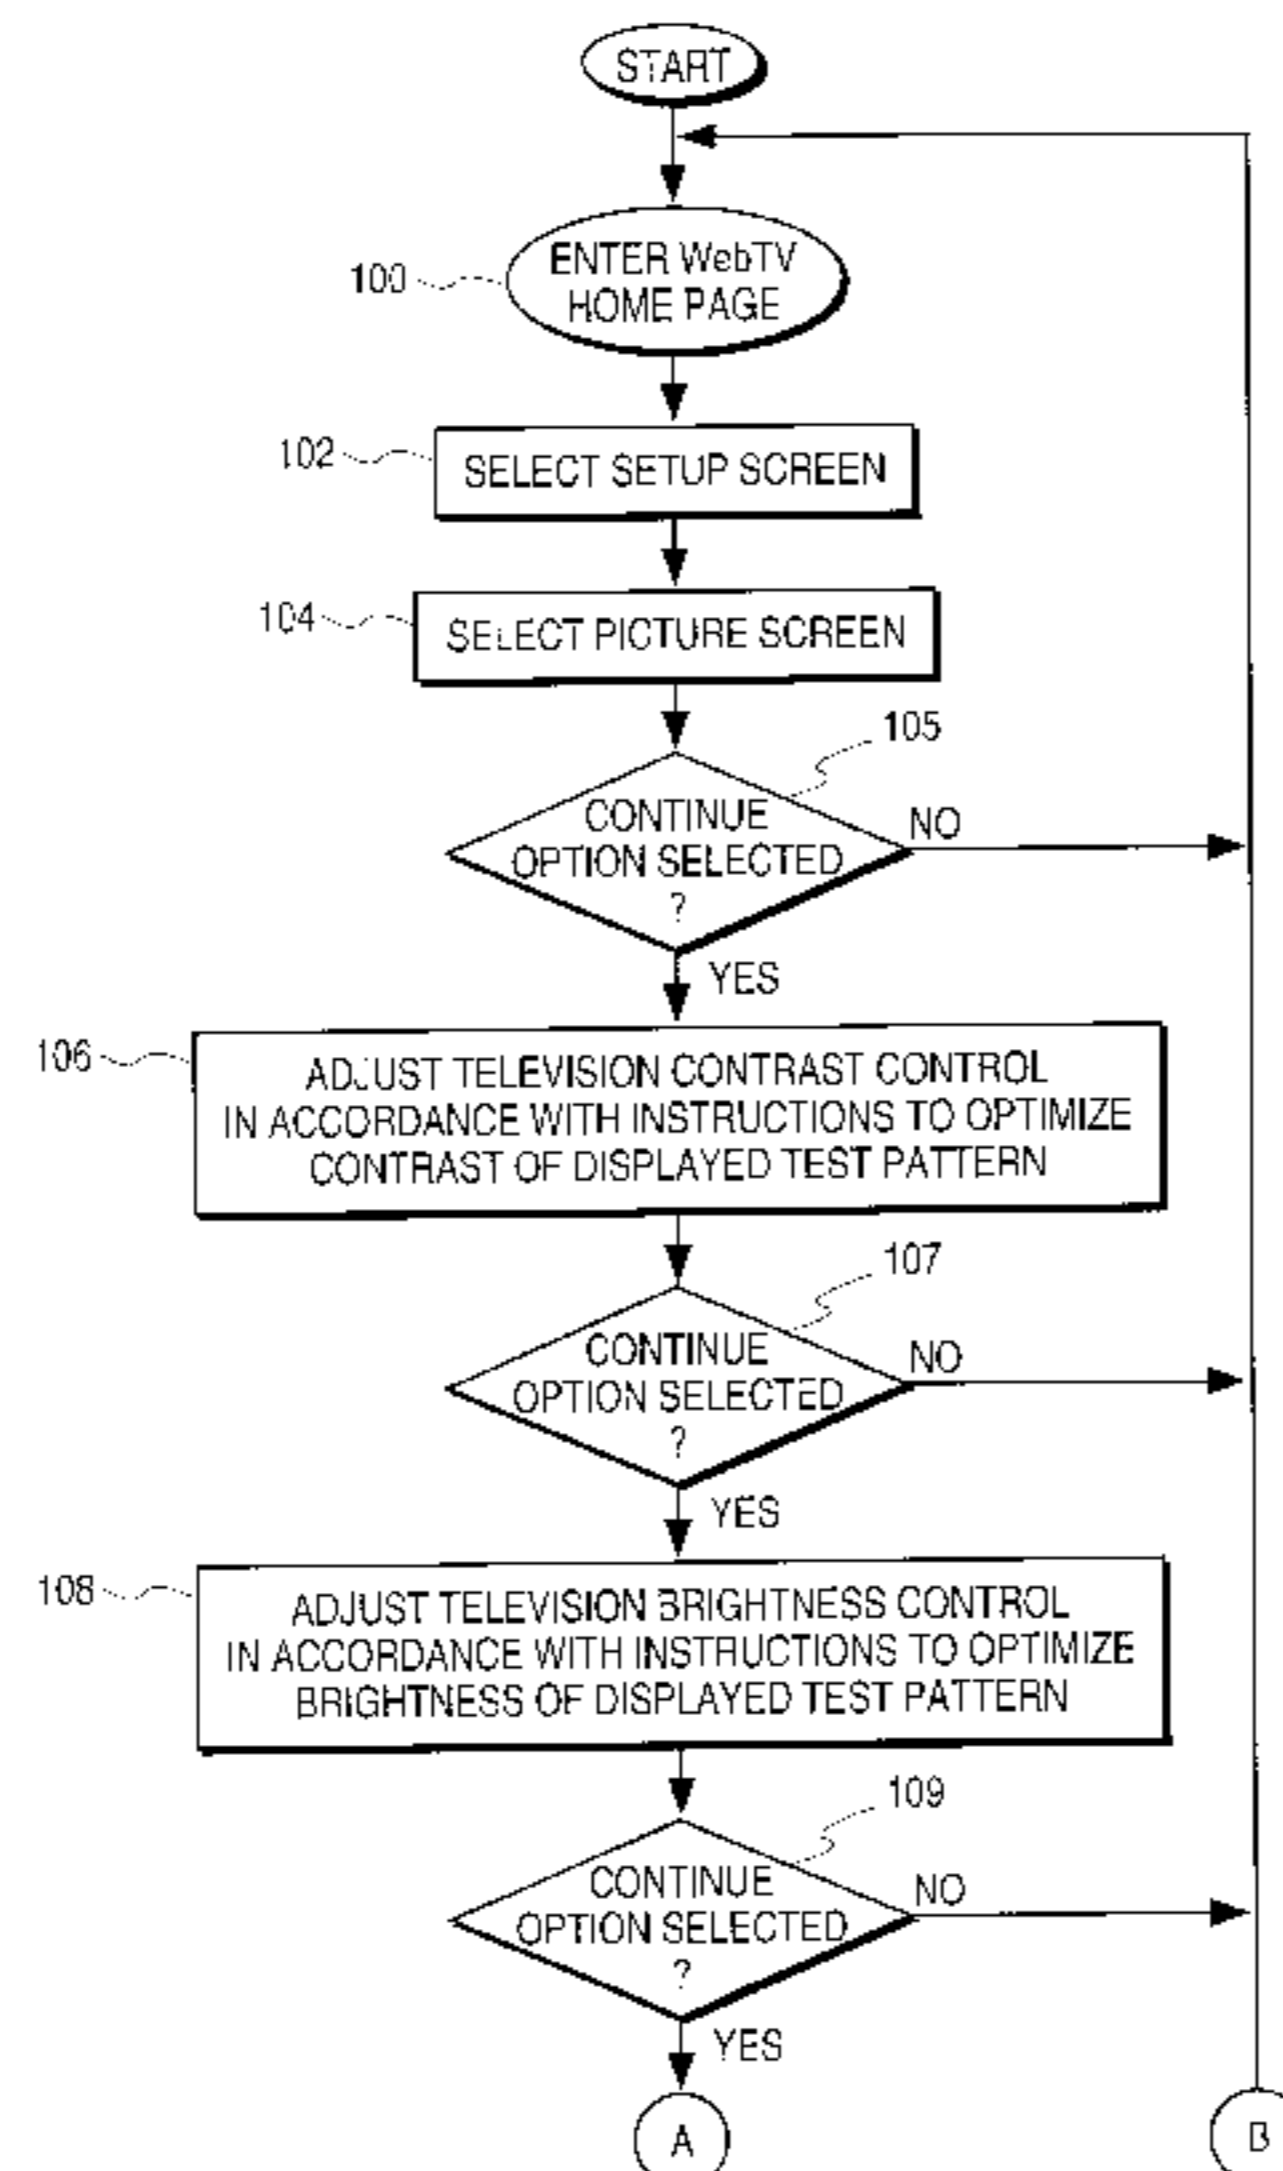 START
100
ENTER WebTV
HOME PAGE
102
SELECT SETUP SCREEN
104
SELECT PICTURE SCREEN
105
CONTINUE
OPTION SELECTED
?
NO
YES
106
ADJUST TELEVISION CONTRAST CONTROL
IN ACCORDANCE WITH INSTRUCTIONS TO OPTIMIZE
CONTRAST OF DISPLAYED TEST PATTERN
107
CONTINUE
OPTION SELECTED
?
NO
YES
108
ADJUST TELEVISION BRIGHTNESS CONTROL
IN ACCORDANCE WITH INSTRUCTIONS TO OPTIMIZE
BRIGHTNESS OF DISPLAYED TEST PATTERN
109
CONTINUE
OPTION SELECTED
?
NO
YES
A
B